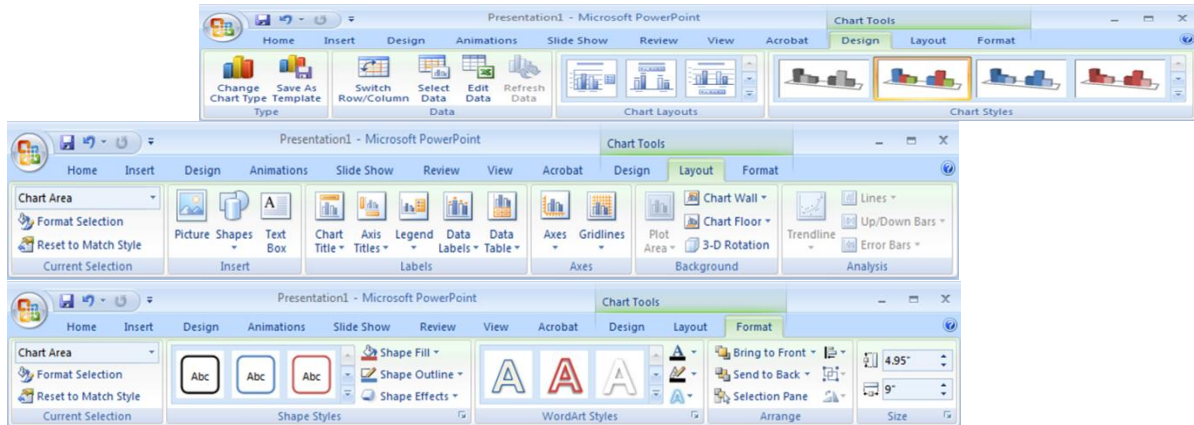 Presentation1 - Microsoft PowerPoint Chart Tools
Home Insert Design Animations Slide Show Review View Acrobat Design Layout Format
Change Chart Type Save As Template Switch Row/Column Select Data Edit Data Refresh Data
Type Data Chart Layouts Chart Styles
Presentation1 - Microsoft PowerPoint Chart Tools
Home Insert Design Animations Slide Show Review View Acrobat Design Layout Format
Chart Area Chart Wall Lines
Format Selection Picture Shapes Text Box Chart Title Axis Titles Legend Data Labels Data Table Axes Gridlines Plot Area Chart Floor Trendline Up/Down Bars
Reset to Match Style 3-D Rotation Error Bars
Current Selection Insert Labels Axes Background Analysis
Presentation1 - Microsoft PowerPoint Chart Tools
Home Insert Design Animations Slide Show Review View Acrobat Design Layout Format
Chart Area Shape Fill Bring to Front 4.95"
Format Selection Abc Abc Abc Shape Outline A A A Send to Back
Reset to Match Style Shape Effects Selection Pane 9"
Current Selection Shape Styles WordArt Styles Arrange Size